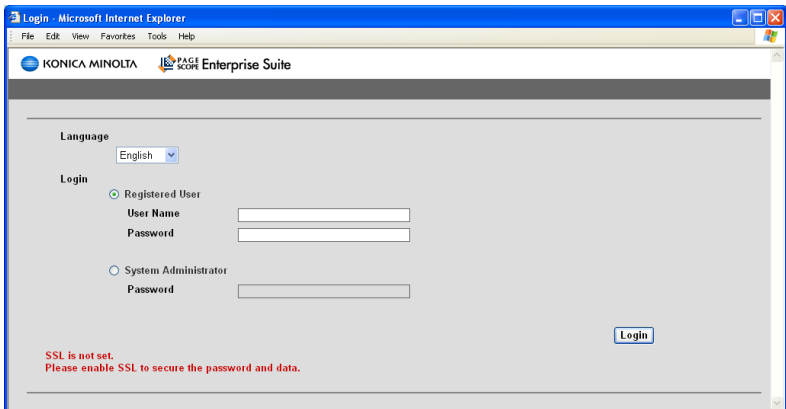 Login - Microsoft Internet Explorer
File Edit View Favorites Tools Help
KONICA MINOLTA PAGE SCOPE Enterprise Suite
Language
English
Login
Registered User
User Name
Password
System Administrator
Password
Login
SSL is not set.
Please enable SSL to secure the password and data.